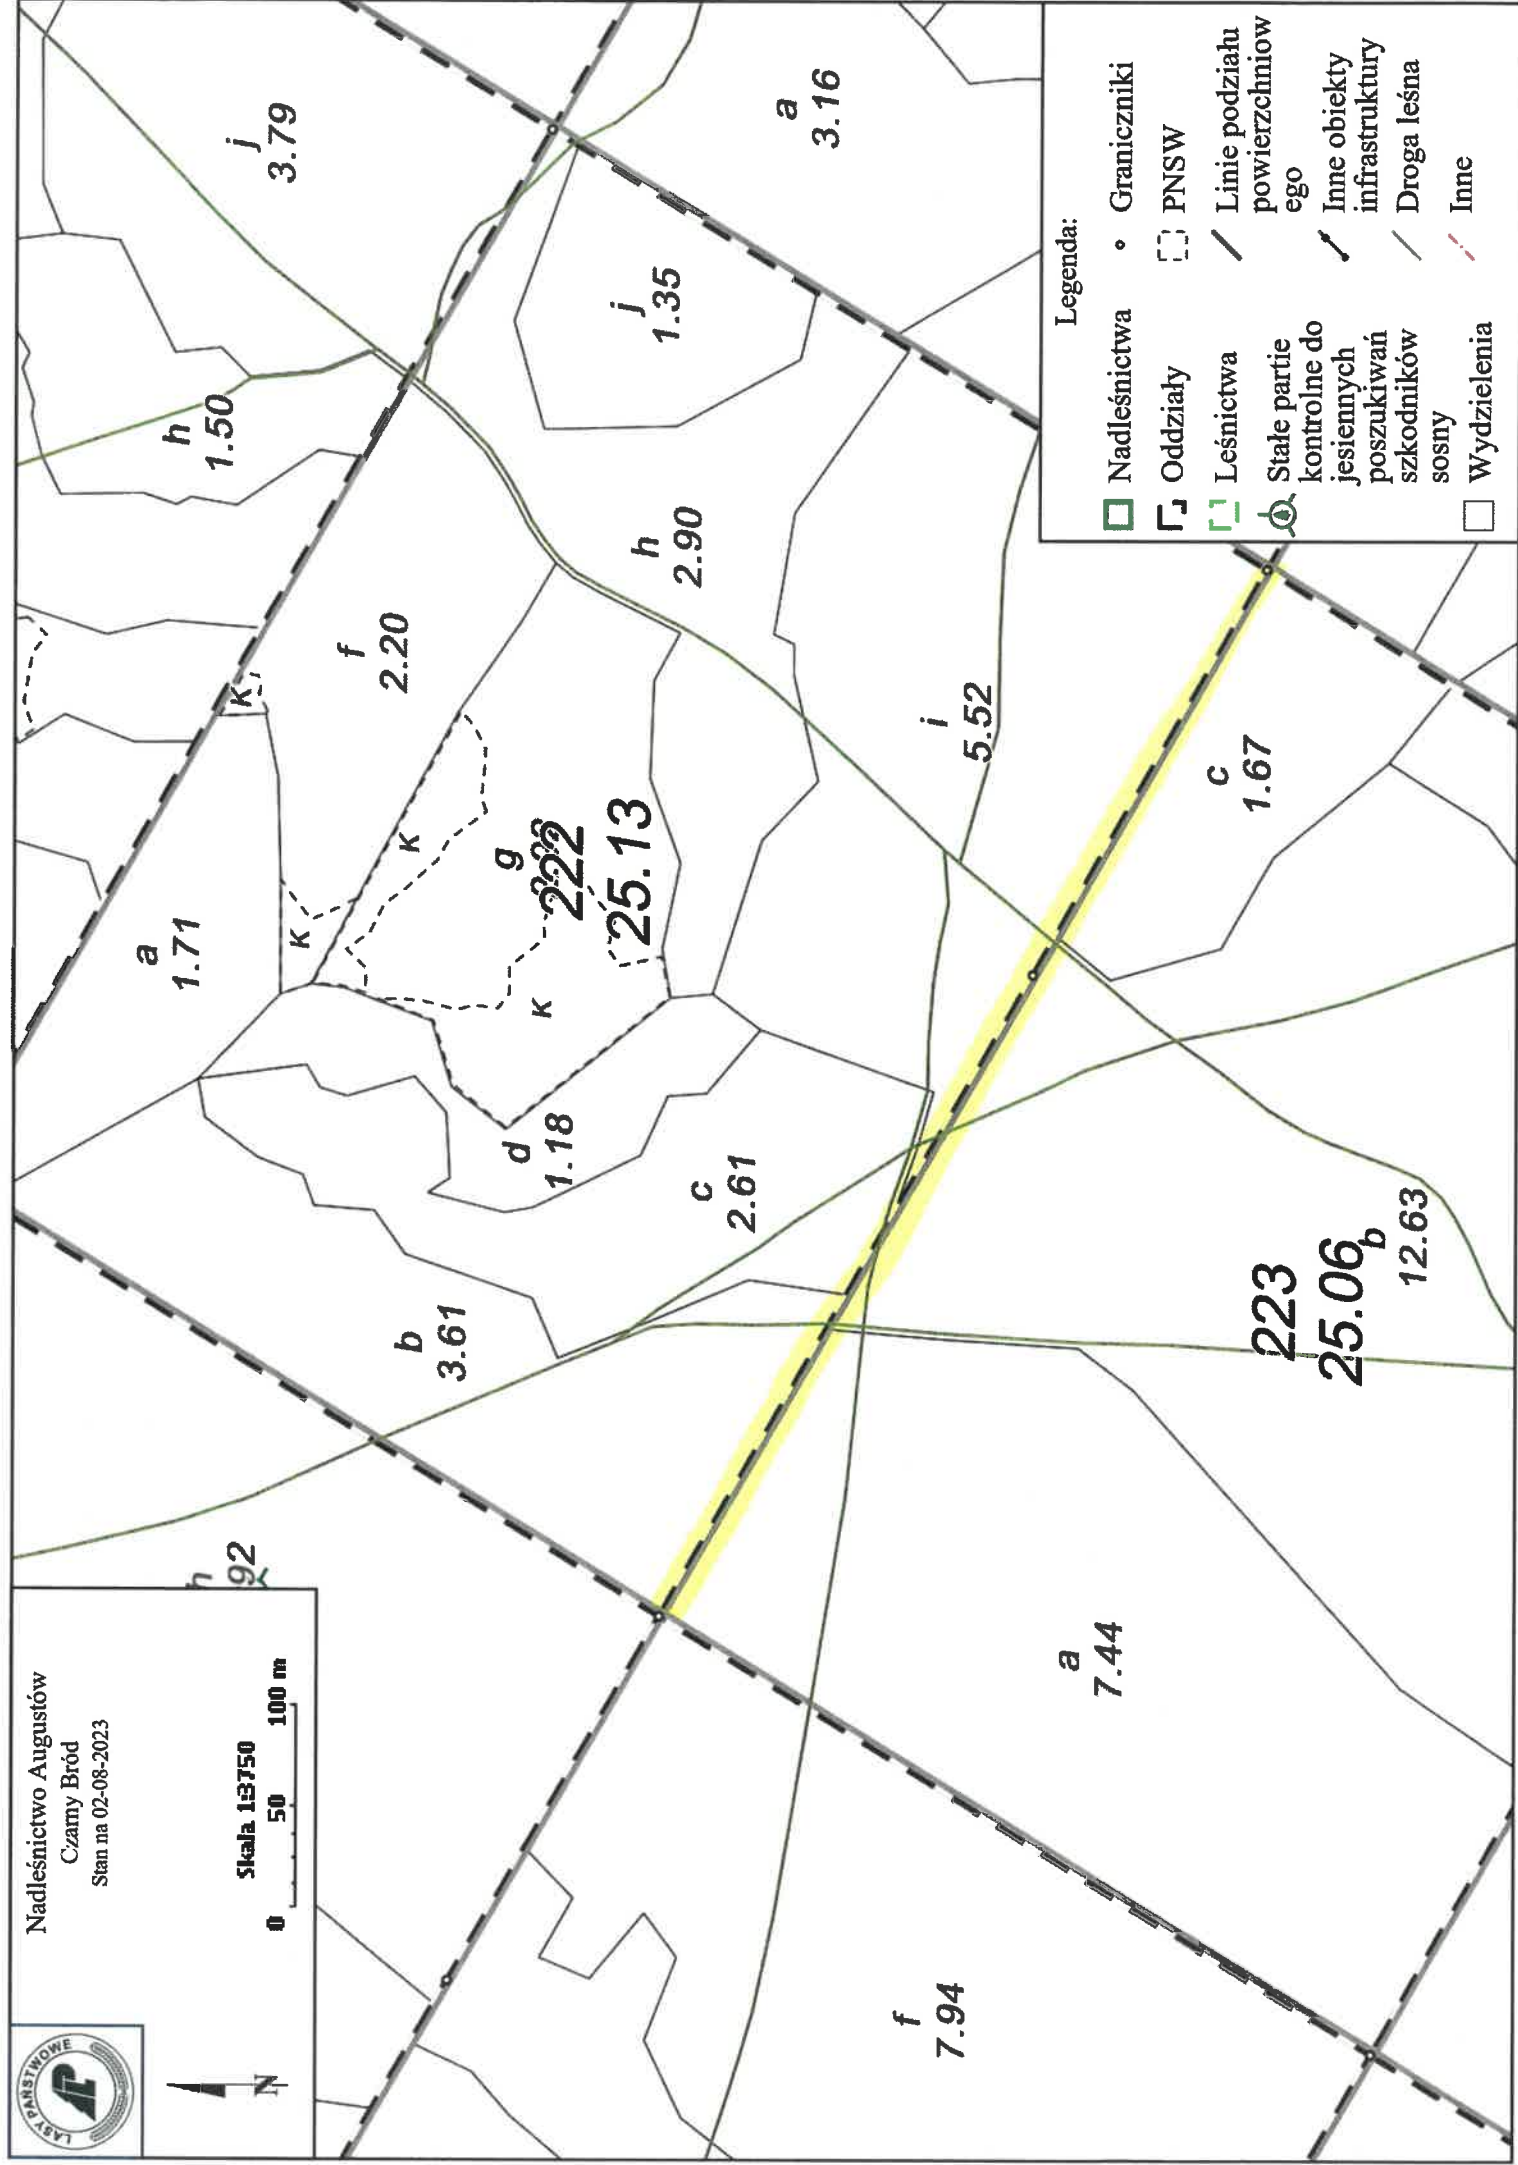 LASY PAŃSTWOWE
LP
N
Nadleśnictwo Augustów
Czarny Bród
Stan na 02-08-2023
Skala 1:3750
0 50 100 m
92
j
3.79
h
1.50
a
3.16
j
1.35
f
2.20
h
2.90
K
a
1.71
K
K
g
222
25.13
K
i
5.52
d
1.18
c
2.61
b
3.61
c
1.67
223
25.06
b
12.63
a
7.44
f
7.94
Legenda:
Nadleśnictwa
Oddziały
Leśnictwa
Stałe partie
kontrolne do
jesiennych
poszukiwań
szkodników
sosny
Wydzielenia
Graniczniki
PNSW
Linie podziału
powierzchniow
ego
Inne obiekty
infrastruktury
Droga leśna
Inne